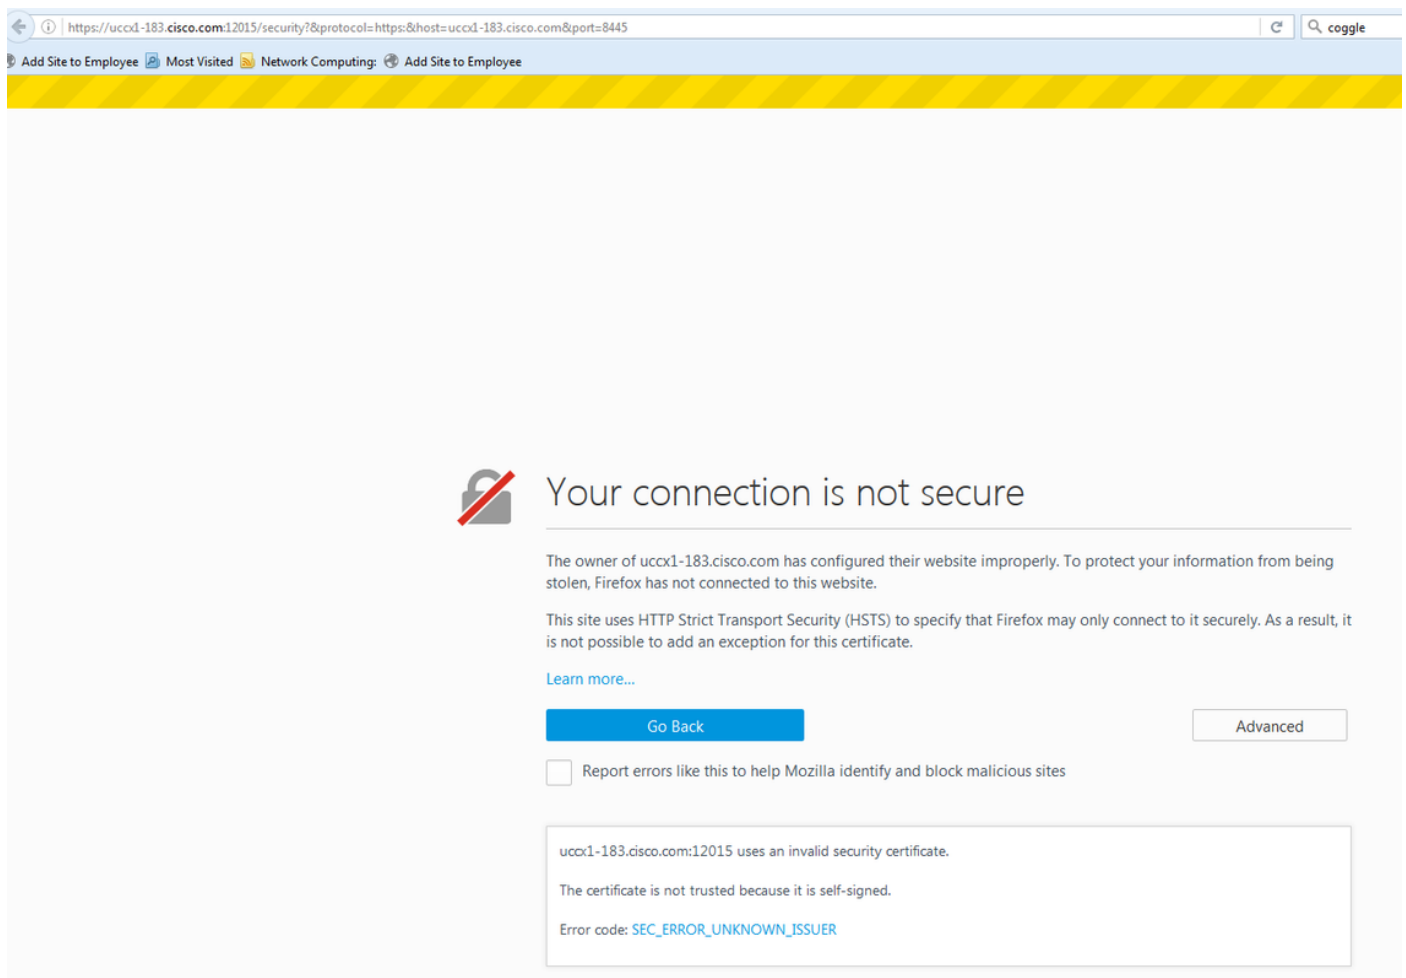 https://uccx1-183.cisco.com:12015/security?&protocol=https:&host=uccx1-183.cisco.com&port=8445
coggle
Add Site to Employee Most Visited Network Computing: Add Site to Employee
Your connection is not secure
The owner of uccx1-183.cisco.com has configured their website improperly. To protect your information from being
stolen, Firefox has not connected to this website.
This site uses HTTP Strict Transport Security (HSTS) to specify that Firefox may only connect to it securely. As a result, it
is not possible to add an exception for this certificate.
Learn more...
Go Back
Advanced
Report errors like this to help Mozilla identify and block malicious sites
uccx1-183.cisco.com:12015 uses an invalid security certificate.
The certificate is not trusted because it is self-signed.
Error code: SEC_ERROR_UNKNOWN_ISSUER